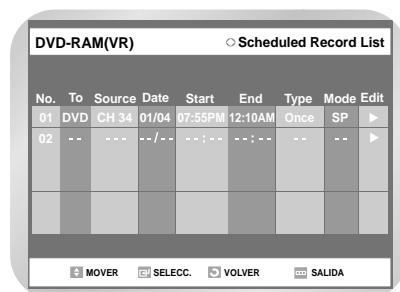 DVD-RAM(VR) Scheduled Record List
No. To Source Date Start End Type Mode Edit
01 DVD CH 34 01/04 07:55PM 12:10AM Once SP ►
02 -- --- --/-- --:-- --:-- -- -- ►
MOVER SELECC. VOLVER SALIDA